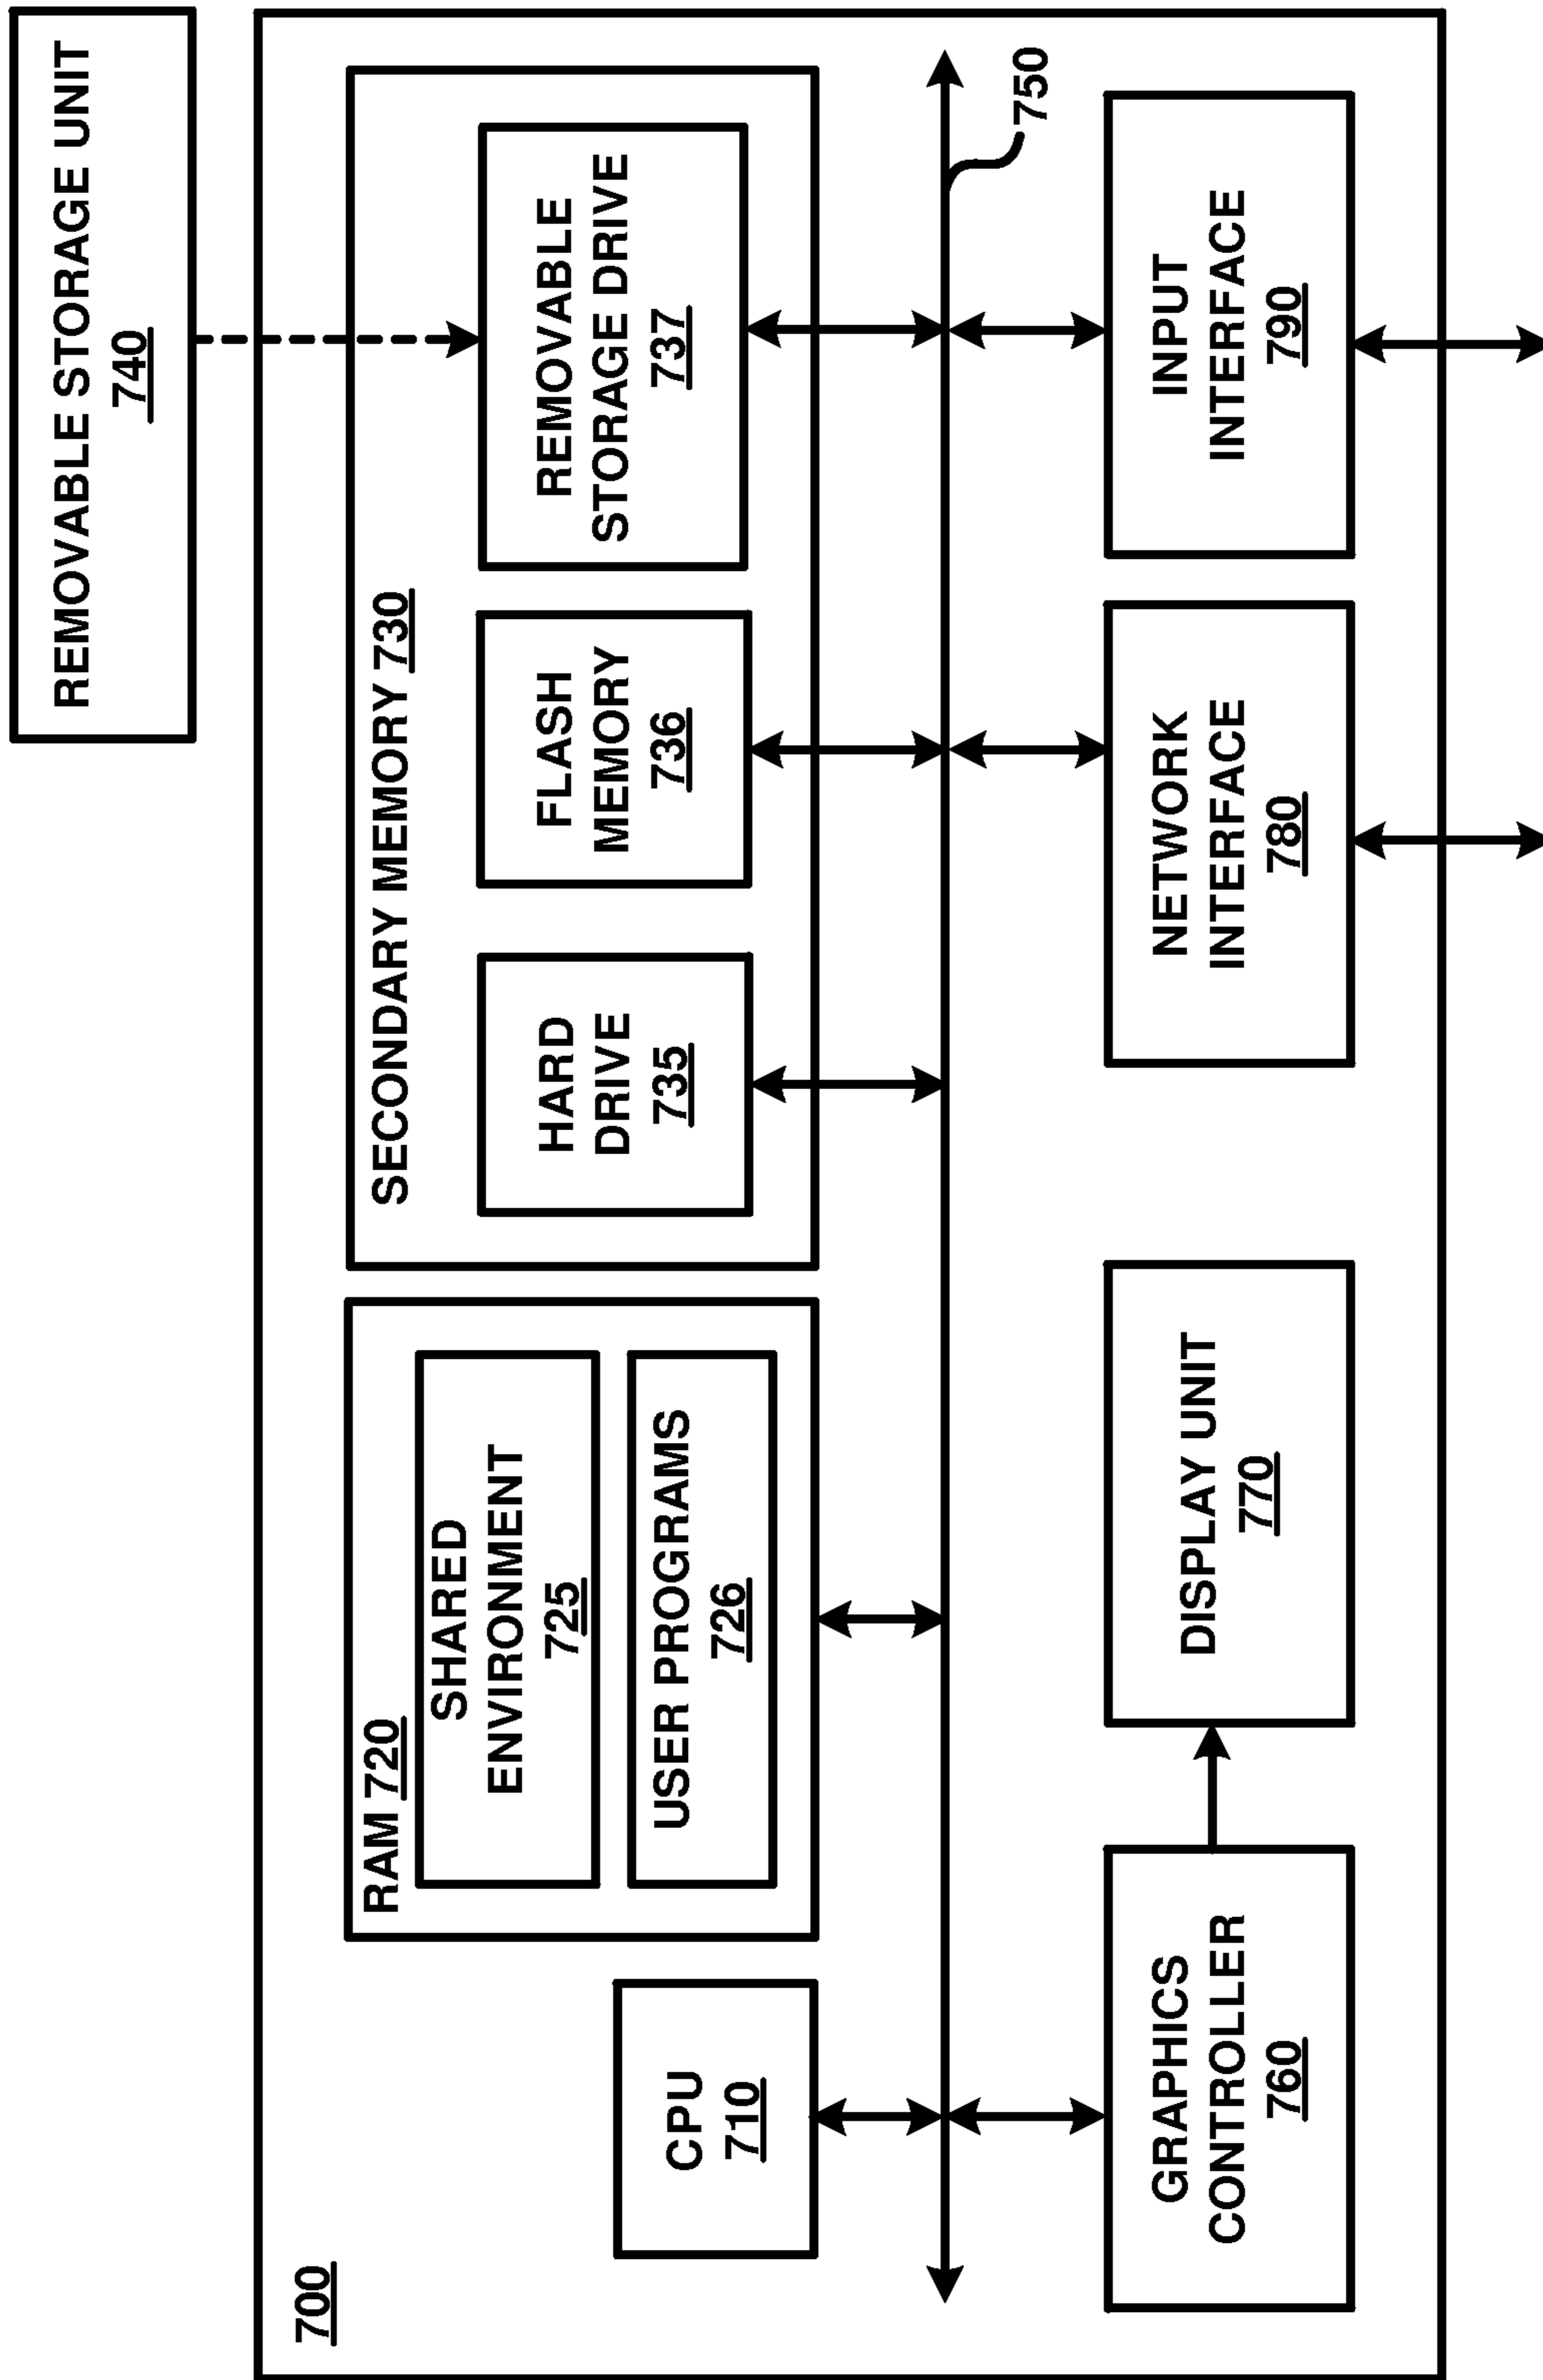 REMOVABLE STORAGE UNIT
740
700
CPU
710
RAM 720
SHARED
ENVIRONMENT
725
USER PROGRAMS
726
SECONDARY MEMORY 730
HARD
DRIVE
735
FLASH
MEMORY
736
REMOVABLE
STORAGE DRIVE
737
750
GRAPHICS
CONTROLLER
760
DISPLAY UNIT
770
NETWORK
INTERFACE
780
INPUT
INTERFACE
790